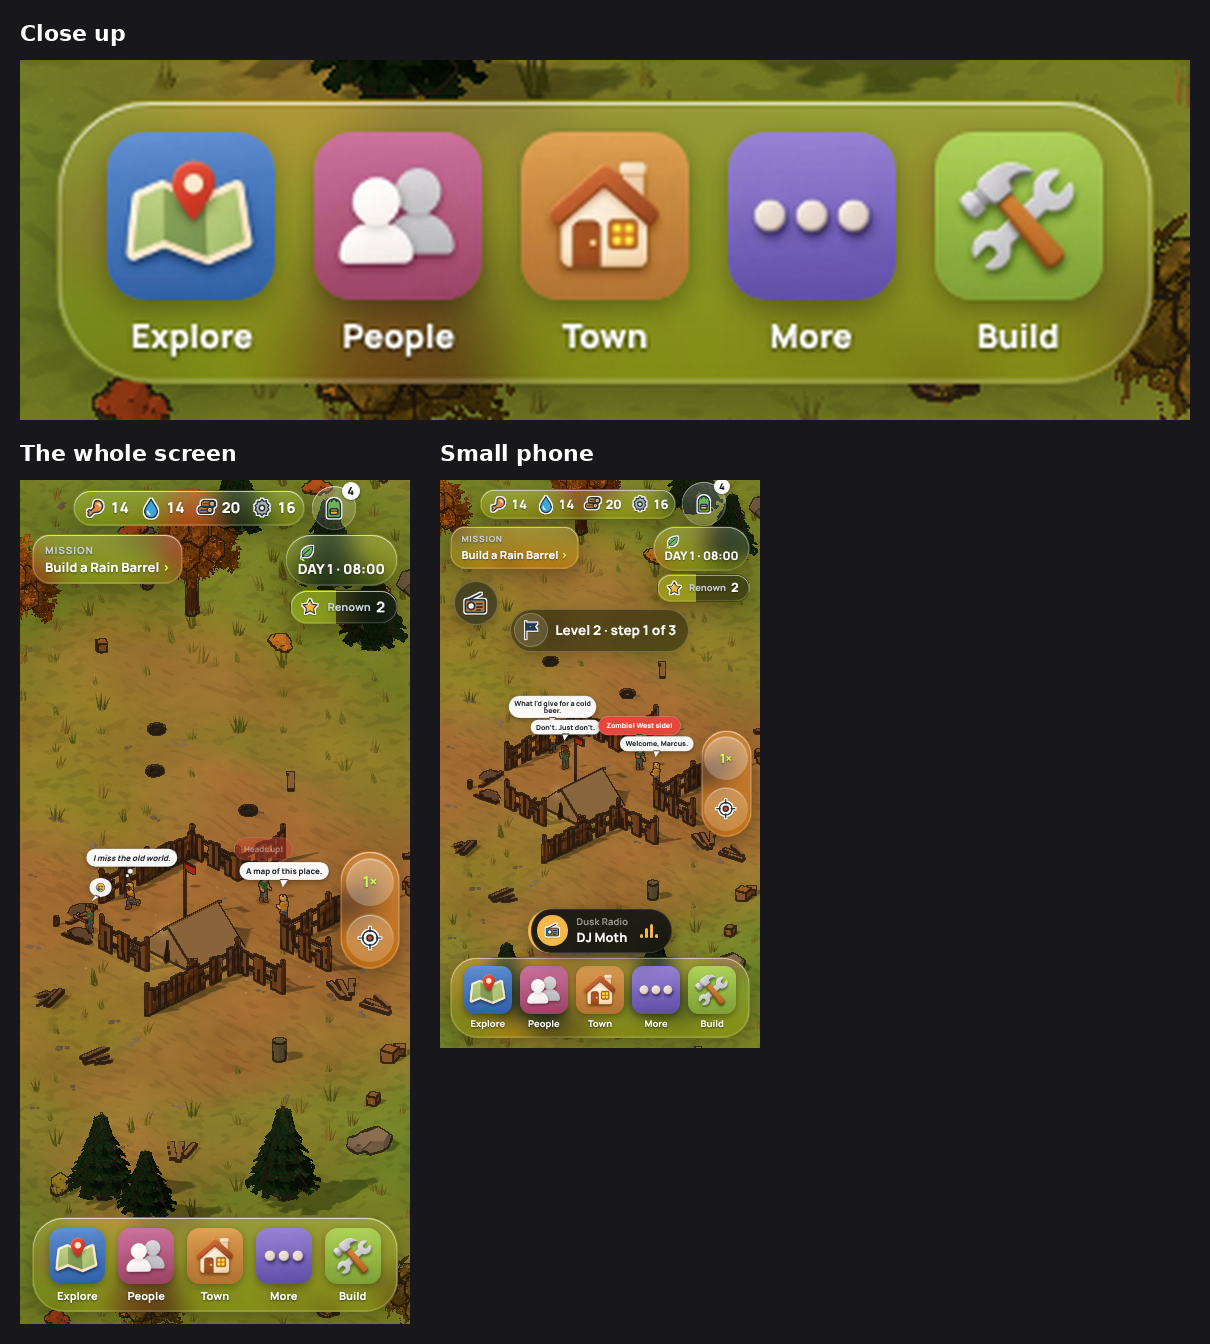 Close up
Explore People Town More Build
The whole screen
14 14 20 16 4
MISSION
Build a Rain Barrel ›
DAY 1 · 08:00
Renown 2
Heads up!
I miss the old world.
A map of this place.
1×
Explore People Town More Build
Small phone
14 14 20 16 4
MISSION
Build a Rain Barrel ›
DAY 1 · 08:00
Renown 2
Level 2 · step 1 of 3
What I'd give for a cold
beer.
Don't. Just don't.
Zombie! West side!
Welcome, Marcus.
1×
Dusk Radio
DJ Moth
Explore People Town More Build